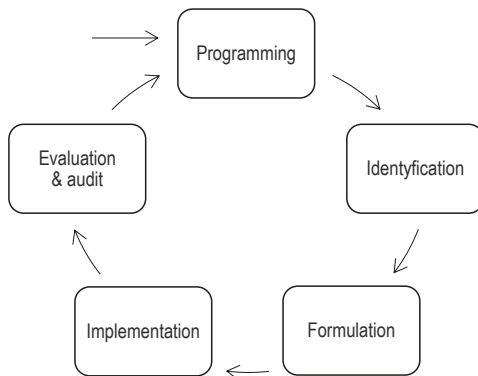 Programming
Identyfication
Formulation
Implementation
Evaluation
& audit